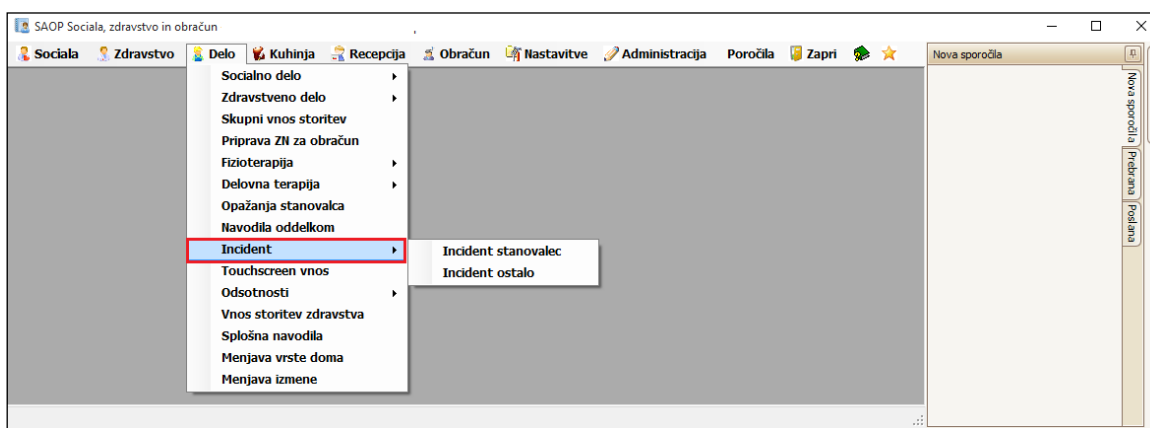 SAOP Sociala, zdravstvo in obračun
Sociala Zdravstvo Delo Kuhinja Recepcija Obračun Nastavitve Administracija Poročila Zapri
Socialno delo
Zdravstveno delo
Skupni vnos storitev
Priprava ZN za obračun
Fizioterapija
Delovna terapija
Opažanja stanovalca
Navodila oddelkom
Incident
Touchscreen vnos
Odsotnosti
Vnos storitev zdravstva
Splošna navodila
Menjava vrste doma
Menjava izmene
Incident stanovalec
Incident ostalo
Nova sporočila
Nova sporočila
Prebrana
Poslana